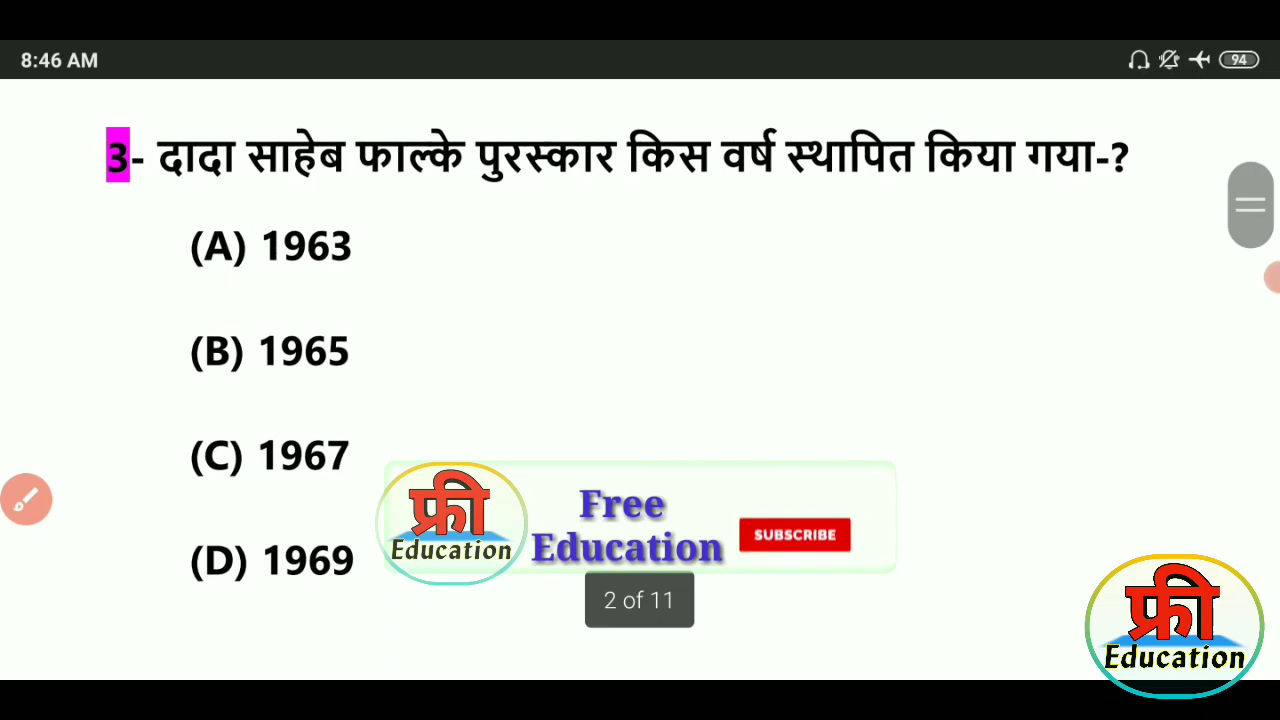 8:46 AM
94
3- दादा साहेब फाल्के पुरस्कार किस वर्ष स्थापित किया गया-?
(A) 1963
(B) 1965
(C) 1967
(D) 1969
फ्री
Education
Free
Education
SUBSCRIBE
2 of 11
फ्री
Education